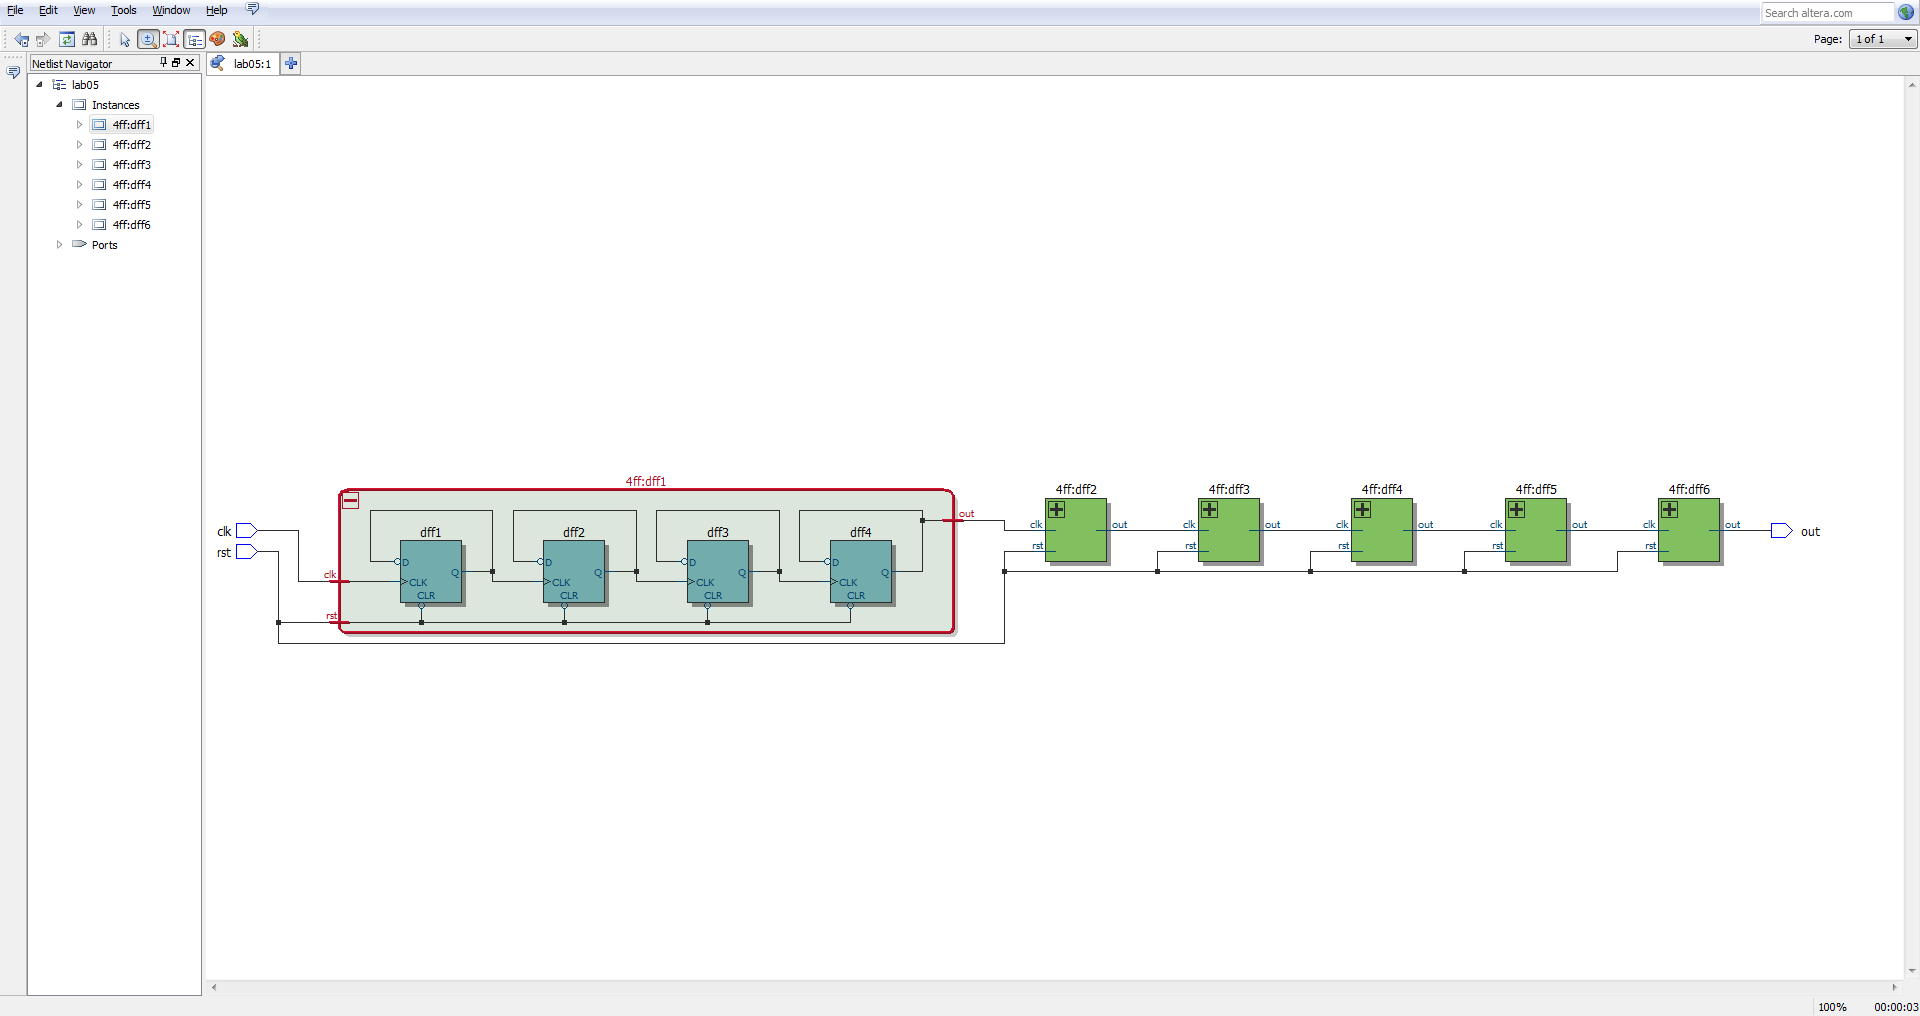 File Edit View Tools Window Help
Search altera.com
Page: 1 of 1
Netlist Navigator
lab05:1
lab05
Instances
4ff:dff1
4ff:dff2
4ff:dff3
4ff:dff4
4ff:dff5
4ff:dff6
Ports
4ff:dff1
4ff:dff2 4ff:dff3 4ff:dff4 4ff:dff5 4ff:dff6
out
clk out clk out clk out clk out clk out
clk dff1 dff2 dff3 dff4 out
rst rst rst rst rst rst
D D D D
Q Q Q Q
clk CLK CLK CLK CLK
CLR CLR CLR CLR
rst
100% 00:00:03